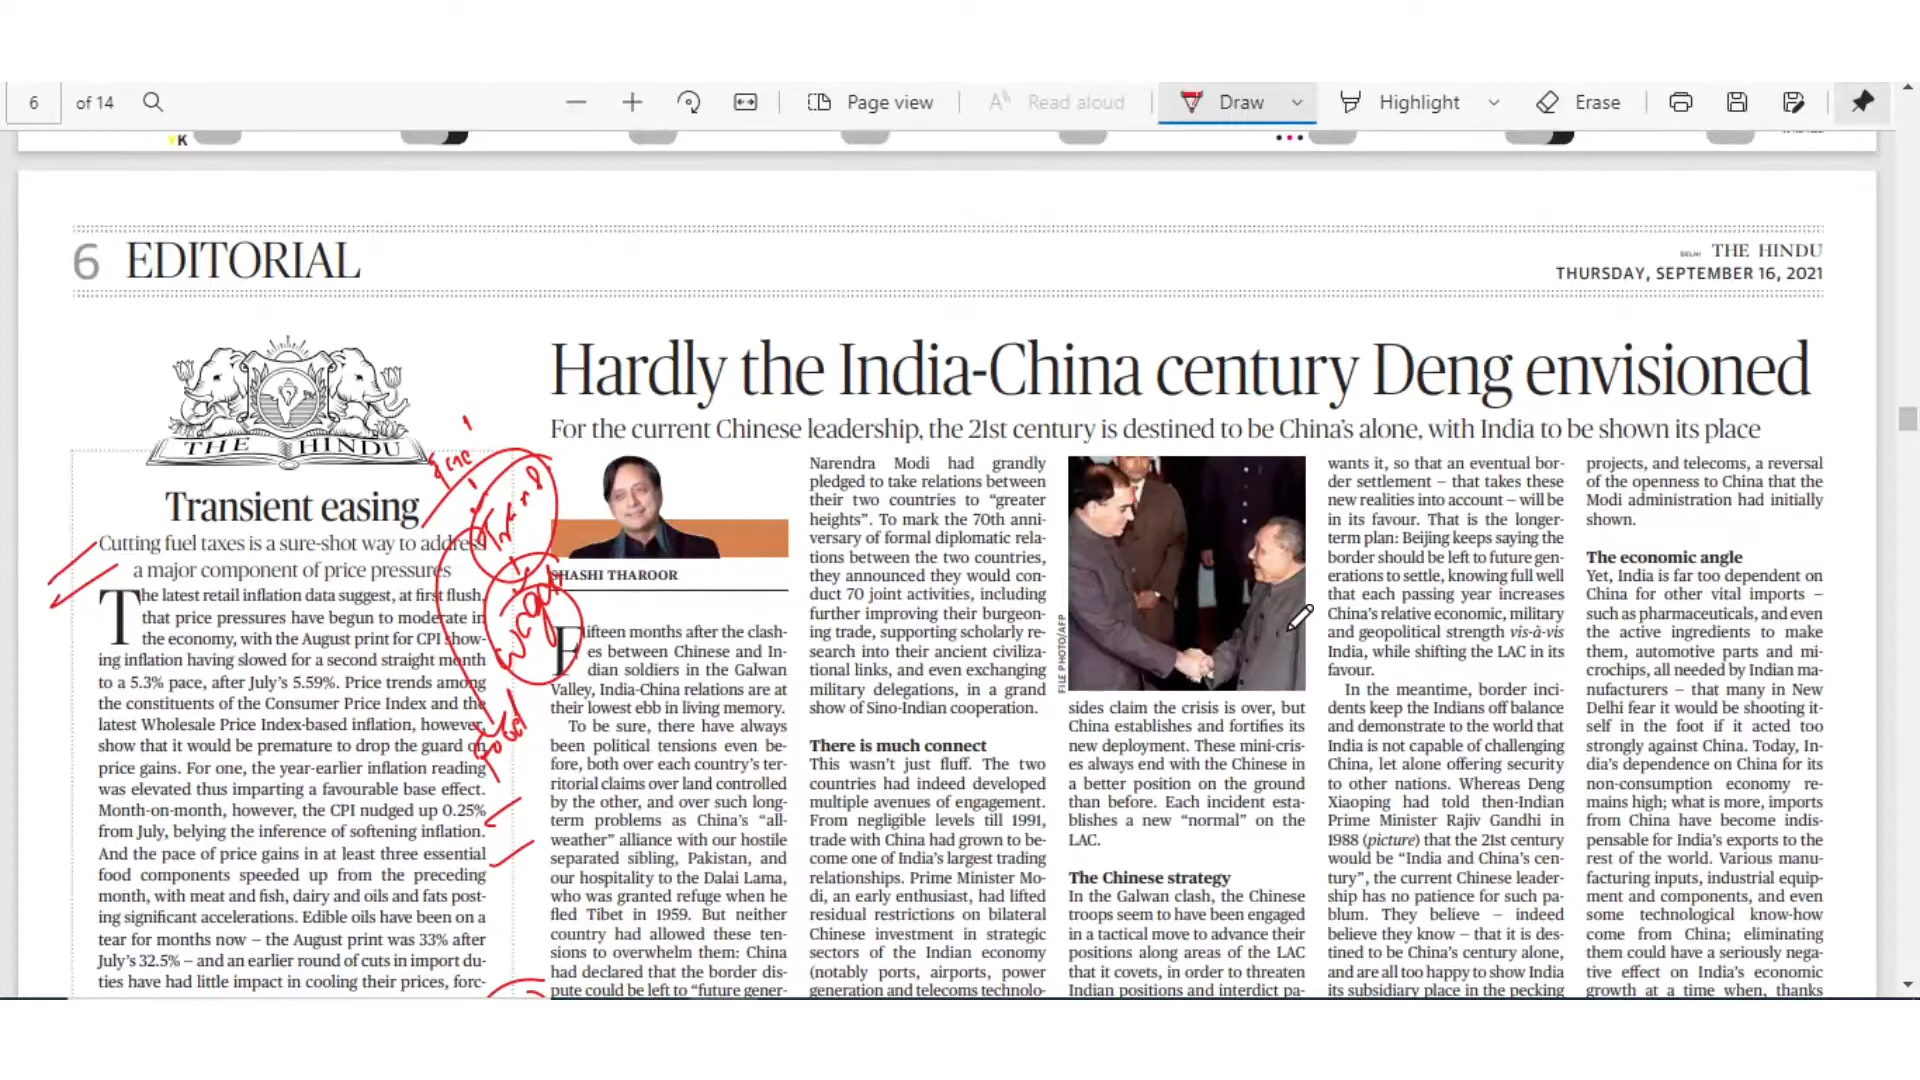 6
of 14
Page view
Read aloud
Draw
Highlight
Erase
YK
6 EDITORIAL
DELHI THE HINDU
THURSDAY, SEPTEMBER 16, 2021
THE HINDU
Transient easing
Cutting fuel taxes is a sure-shot way to address
a major component of price pressures
The latest retail inflation data suggest, at first flush,
that price pressures have begun to moderate in
the economy, with the August print for CPI show-
ing inflation having slowed for a second straight month
to a 5.3% pace, after July's 5.59%. Price trends among
the constituents of the Consumer Price Index and the
latest Wholesale Price Index-based inflation, however,
show that it would be premature to drop the guard on
price gains. For one, the year-earlier inflation reading
was elevated thus imparting a favourable base effect.
Month-on-month, however, the CPI nudged up 0.25%
from July, belying the inference of softening inflation.
And the pace of price gains in at least three essential
food components speeded up from the preceding
month, with meat and fish, dairy and oils and fats post-
ing significant accelerations. Edible oils have been on a
tear for months now – the August print was 33% after
July's 32.5% – and an earlier round of cuts in import du-
ties have had little impact in cooling their prices, forc-
Hardly the India-China century Deng envisioned
For the current Chinese leadership, the 21st century is destined to be China's alone, with India to be shown its place
SHASHI THAROOR
Fifteen months after the clash-
es between Chinese and In-
dian soldiers in the Galwan
Valley, India-China relations are at
their lowest ebb in living memory.
To be sure, there have always
been political tensions even be-
fore, both over each country's ter-
ritorial claims over land controlled
by the other, and over such long-
term problems as China's "all-
weather" alliance with our hostile
separated sibling, Pakistan, and
our hospitality to the Dalai Lama,
who was granted refuge when he
fled Tibet in 1959. But neither
country had allowed these ten-
sions to overwhelm them: China
had declared that the border dis-
pute could be left to "future gener-
Narendra Modi had grandly
pledged to take relations between
their two countries to "greater
heights". To mark the 70th anni-
versary of formal diplomatic rela-
tions between the two countries,
they announced they would con-
duct 70 joint activities, including
further improving their burgeon-
ing trade, supporting scholarly re-
search into their ancient civiliza-
tional links, and even exchanging
military delegations, in a grand
show of Sino-Indian cooperation.
There is much connect
This wasn't just fluff. The two
countries had indeed developed
multiple avenues of engagement.
From negligible levels till 1991,
trade with China had grown to be-
come one of India's largest trading
relationships. Prime Minister Mo-
di, an early enthusiast, had lifted
residual restrictions on bilateral
Chinese investment in strategic
sectors of the Indian economy
(notably ports, airports, power
generation and telecoms technolo-
FILE PHOTO/AFP
sides claim the crisis is over, but
China establishes and fortifies its
new deployment. These mini-cris-
es always end with the Chinese in
a better position on the ground
than before. Each incident esta-
blishes a new "normal" on the
LAC.
The Chinese strategy
In the Galwan clash, the Chinese
troops seem to have been engaged
in a tactical move to advance their
positions along areas of the LAC
that it covets, in order to threaten
Indian positions and interdict pa-
wants it, so that an eventual bor-
der settlement – that takes these
new realities into account – will be
in its favour. That is the longer-
term plan: Beijing keeps saying the
border should be left to future gen-
erations to settle, knowing full well
that each passing year increases
China's relative economic, military
and geopolitical strength vis-à-vis
India, while shifting the LAC in its
favour.
In the meantime, border inci-
dents keep the Indians off balance
and demonstrate to the world that
India is not capable of challenging
China, let alone offering security
to other nations. Whereas Deng
Xiaoping had told then-Indian
Prime Minister Rajiv Gandhi in
1988 (picture) that the 21st century
would be "India and China's cen-
tury", the current Chinese leader-
ship has no patience for such pa-
blum. They believe – indeed
believe they know – that it is des-
tined to be China's century alone,
and are all too happy to show India
its subsidiary place in the pecking
projects, and telecoms, a reversal
of the openness to China that the
Modi administration had initially
shown.
The economic angle
Yet, India is far too dependent on
China for other vital imports –
such as pharmaceuticals, and even
the active ingredients to make
them, automotive parts and mi-
crochips, all needed by Indian ma-
nufacturers – that many in New
Delhi fear it would be shooting it-
self in the foot if it acted too
strongly against China. Today, In-
dia's dependence on China for its
non-consumption economy re-
mains high; what is more, imports
from China have become indis-
pensable for India's exports to the
rest of the world. Various manu-
facturing inputs, industrial equip-
ment and components, and even
some technological know-how
come from China; eliminating
them could have a seriously nega-
tive effect on India's economic
growth at a time when, thanks